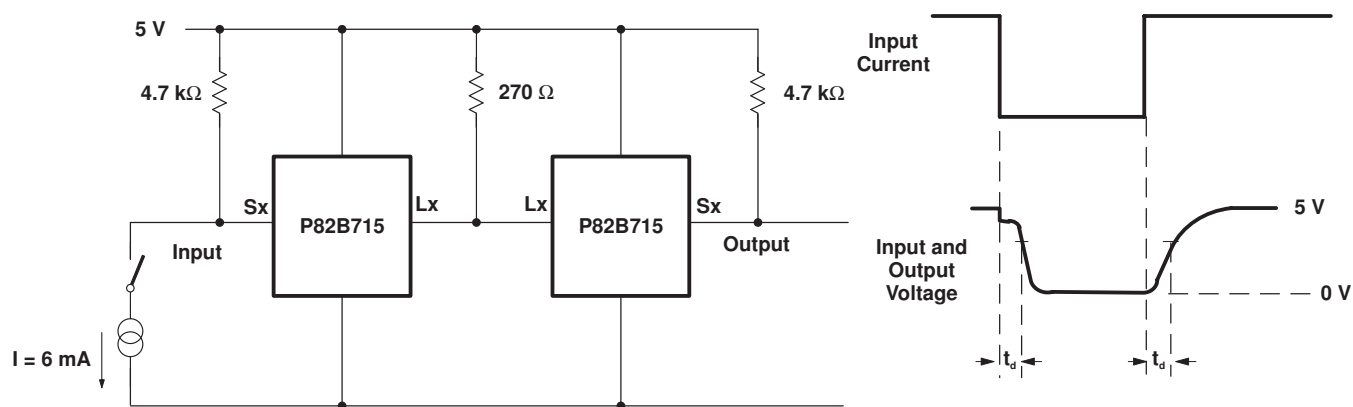 5 V
4.7 kΩ
270 Ω
4.7 kΩ
Sx
P82B715
Lx
Lx
P82B715
Sx
Input
Output
I = 6 mA
Input
Current
Input and
Output
Voltage
5 V
0 V
td
td